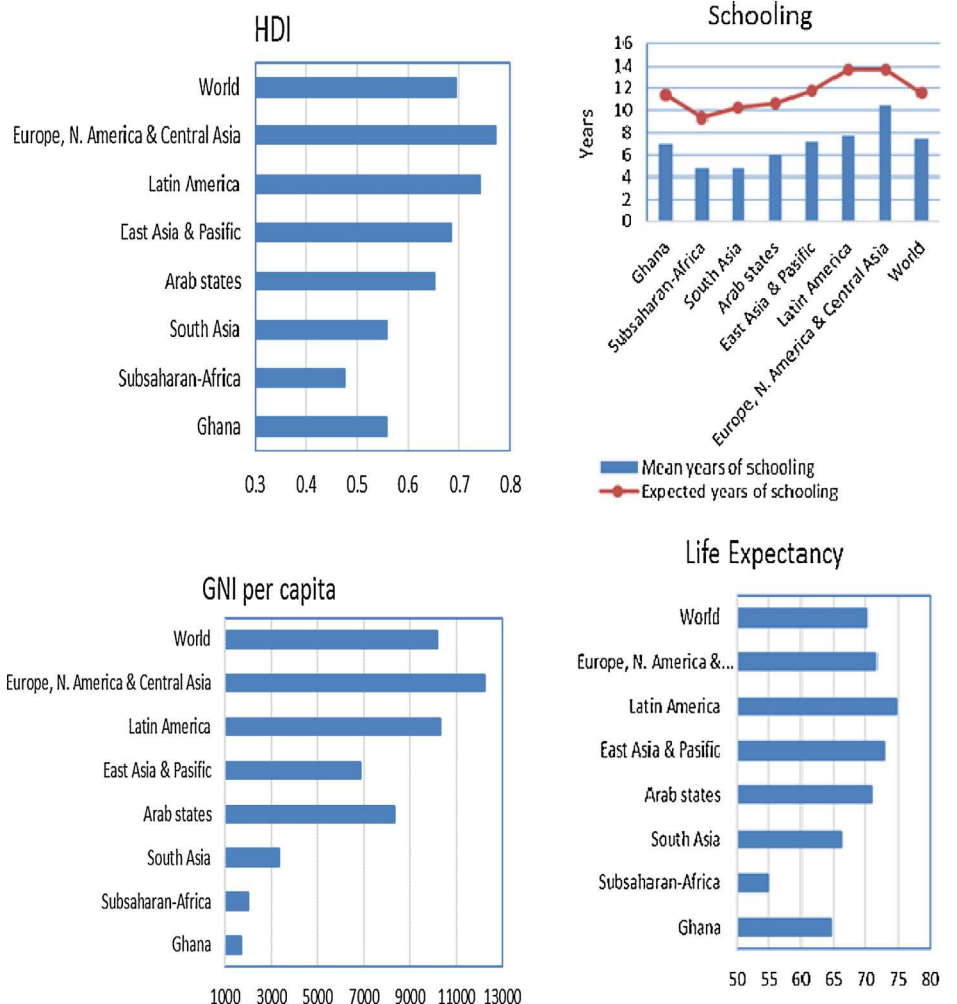 HDI
World
Europe, N. America & Central Asia
Latin America
East Asia & Pasific
Arab states
South Asia
Subsaharan-Africa
Ghana
0.3 0.4 0.5 0.6 0.7 0.8
Schooling
16
14
12
10
8
6
4
2
0
Years
Ghana
Subsaharan-Africa
South Asia
Arab states
East Asia & Pasific
Latin America
Europe, N. America & Central Asia
World
Mean years of schooling
Expected years of schooling
GNI per capita
World
Europe, N. America & Central Asia
Latin America
East Asia & Pasific
Arab states
South Asia
Subsaharan-Africa
Ghana
1000 3000 5000 7000 9000 11000 13000
Life Expectancy
World
Europe, N. America &...
Latin America
East Asia & Pasific
Arab states
South Asia
Subsaharan-Africa
Ghana
50 55 60 65 70 75 80